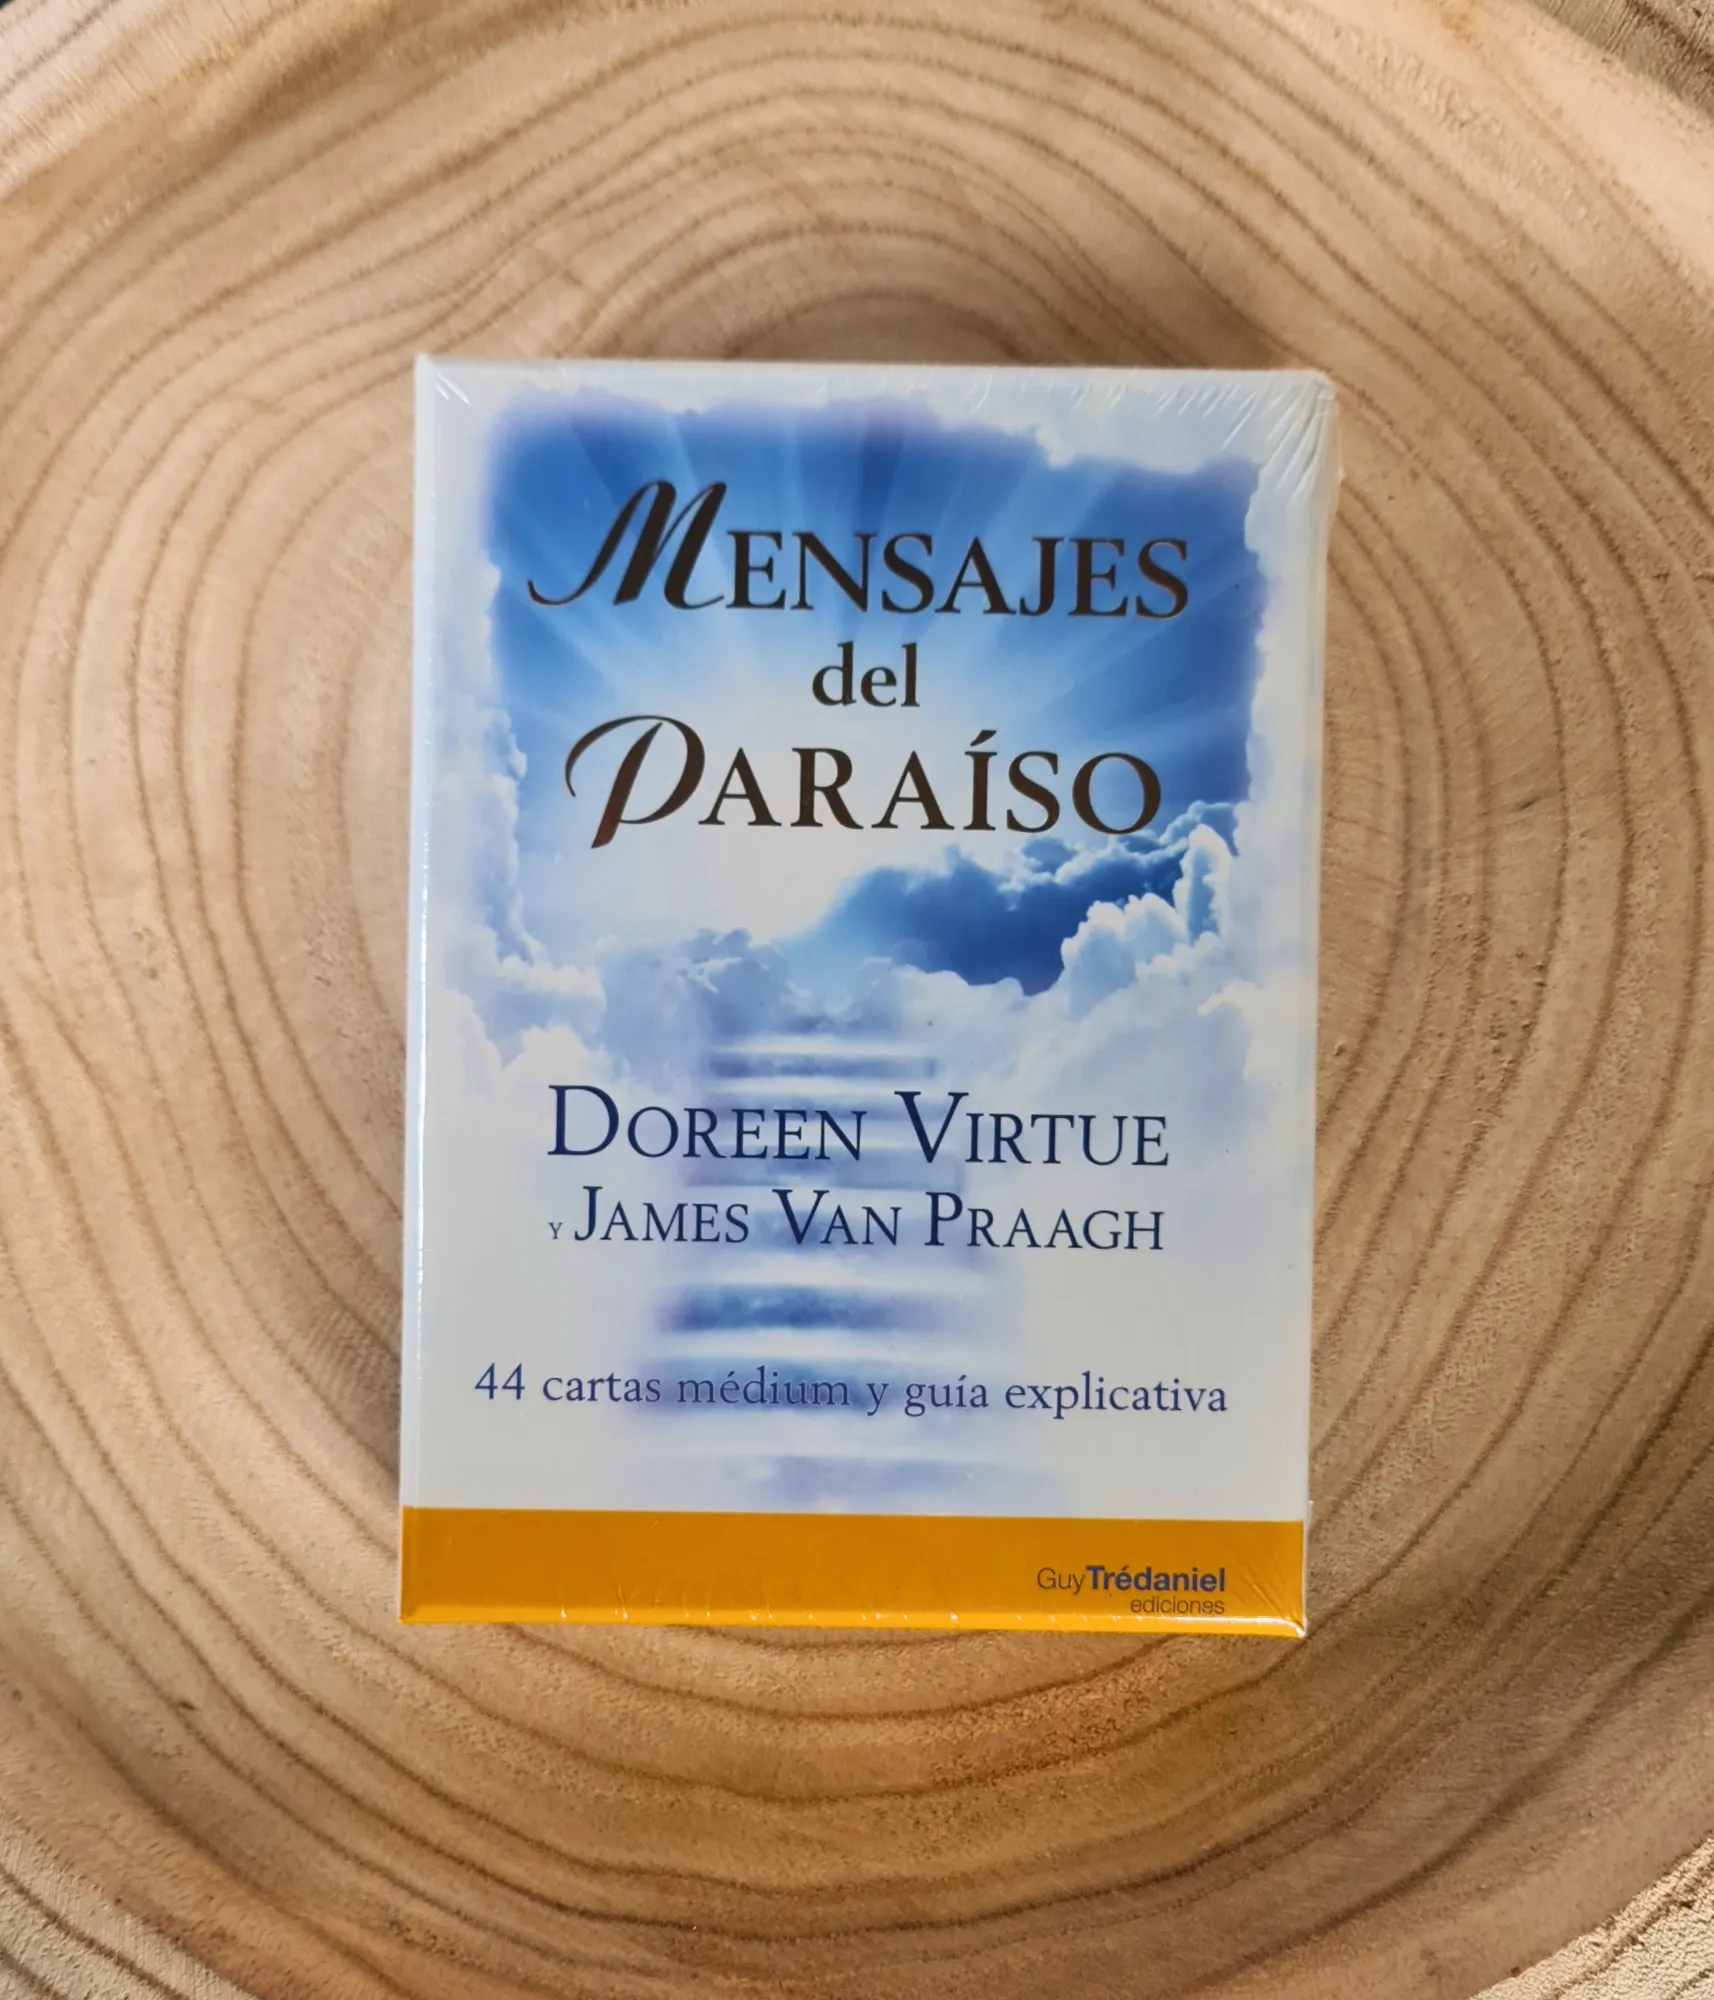 MENSAJES
del
PARAÍSO
DOREEN VIRTUE
Y JAMES VAN PRAAGH
44 cartas médium y guía explicativa
GuyTrédaniel
ediciones